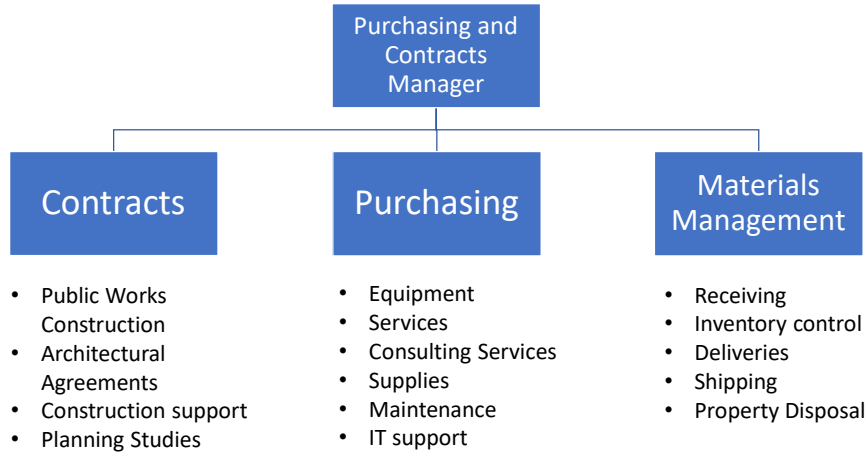 Purchasing and
Contracts
Manager
Contracts
Purchasing
Materials
Management
• Public Works
Construction
• Architectural
Agreements
• Construction support
• Planning Studies
• Equipment
• Services
• Consulting Services
• Supplies
• Maintenance
• IT support
• Receiving
• Inventory control
• Deliveries
• Shipping
• Property Disposal